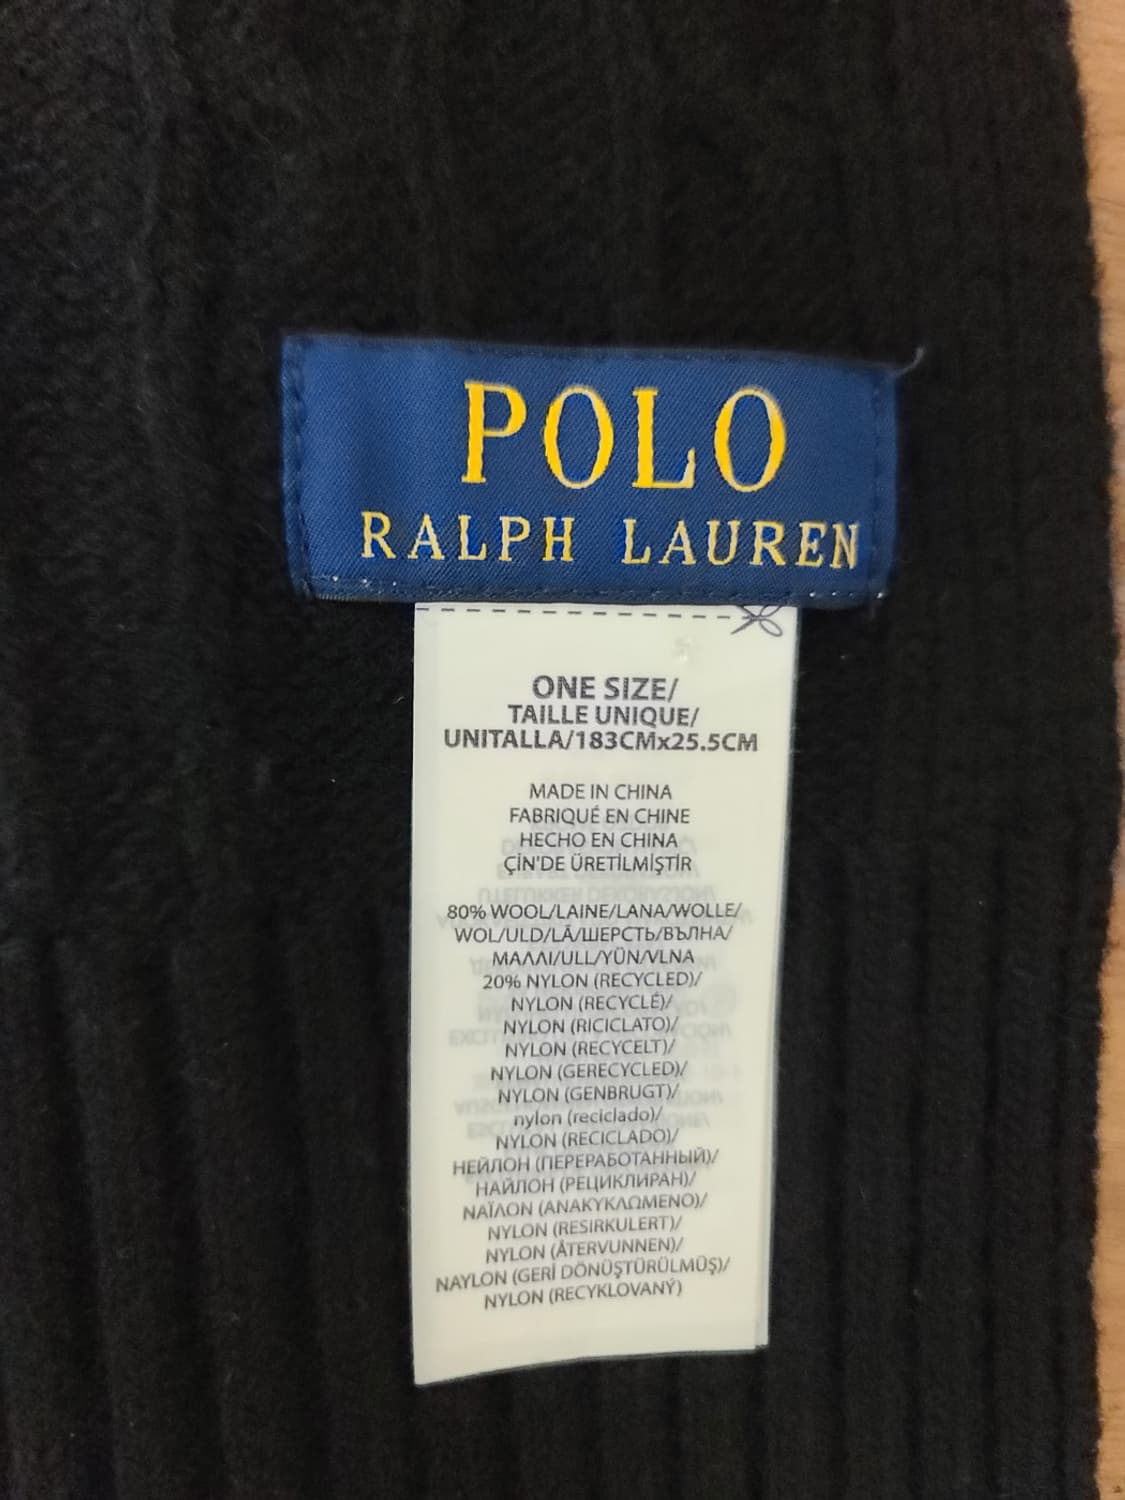 POLO
RALPH LAUREN
ONE SIZE/
TAILLE UNIQUE/
UNITALLA/183CMx25.5CM
MADE IN CHINA
FABRIQUÉ EN CHINE
HECHO EN CHINA
ÇİN'DE ÜRETİLMİŞTİR
80% WOOL/LAINE/LANA/WOLLE/
WOL/ULD/LÃ/ШЕРСТЬ/ВЪЛНА/
ΜΑΛΛΙ/ULL/YÜN/VLNA
20% NYLON (RECYCLED)/
NYLON (RECYCLÉ)/
NYLON (RICICLATO)/
NYLON (RECYCELT)/
NYLON (GERECYCLED)/
NYLON (GENBRUGT)/
nylon (reciclado)/
NYLON (RECICLADO)/
НЕЙЛОН (ПЕРЕРАБОТАННЫЙ)/
НАЙЛОН (РЕЦИКЛИРАН)/
ΝΑΪΛΟΝ (ΑΝΑΚΥΚΛΩΜΕΝΟ)/
NYLON (RESIRKULERT)/
NYLON (ÅTERVUNNEN)/
NAYLON (GERİ DÖNÜŞTÜRÜLMÜŞ)/
NYLON (RECYKLOVANÝ)